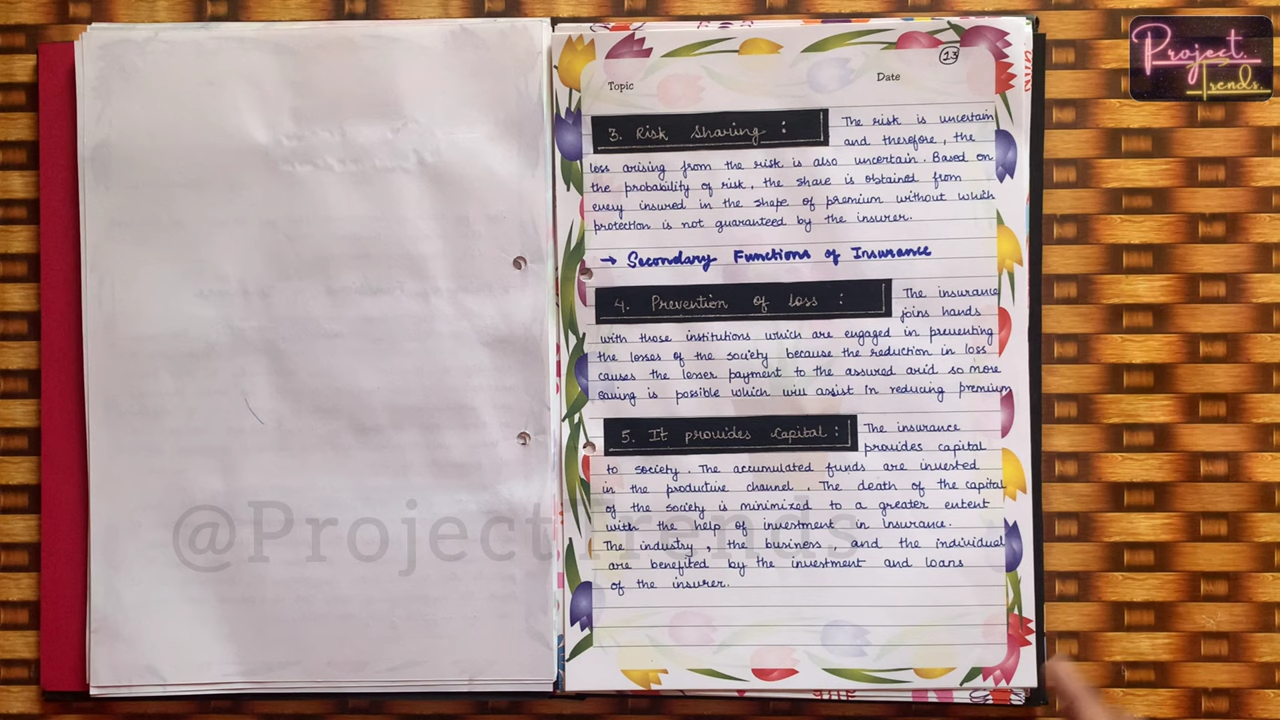 Project
Trends.
13
Topic
Date
3. Risk Sharing :
The risk is uncertain
and therefore, the
loss arising from the risk is also uncertain. Based on
the probability of risk, the share is obtained from
every insured in the shape of premium without which
protection is not guaranteed by the insurer.
→ Secondary Functions of Insurance
4. Prevention of loss :
The insurance
joins hands
with those institutions which are engaged in preventing
the losses of the society because the reduction in loss
causes the lesser payment to the assured and so more
saving is possible which will assist in reducing premium
5. It provides Capital :
The insurance
provides capital
to society. The accumulated funds are invested
in the productive channel. The death of the capital
of the society is minimized to a greater extent
with the help of investment in insurance.
The industry, the business, and the individual
are benefited by the investment and loans
of the insurer.
@ProjectTrends